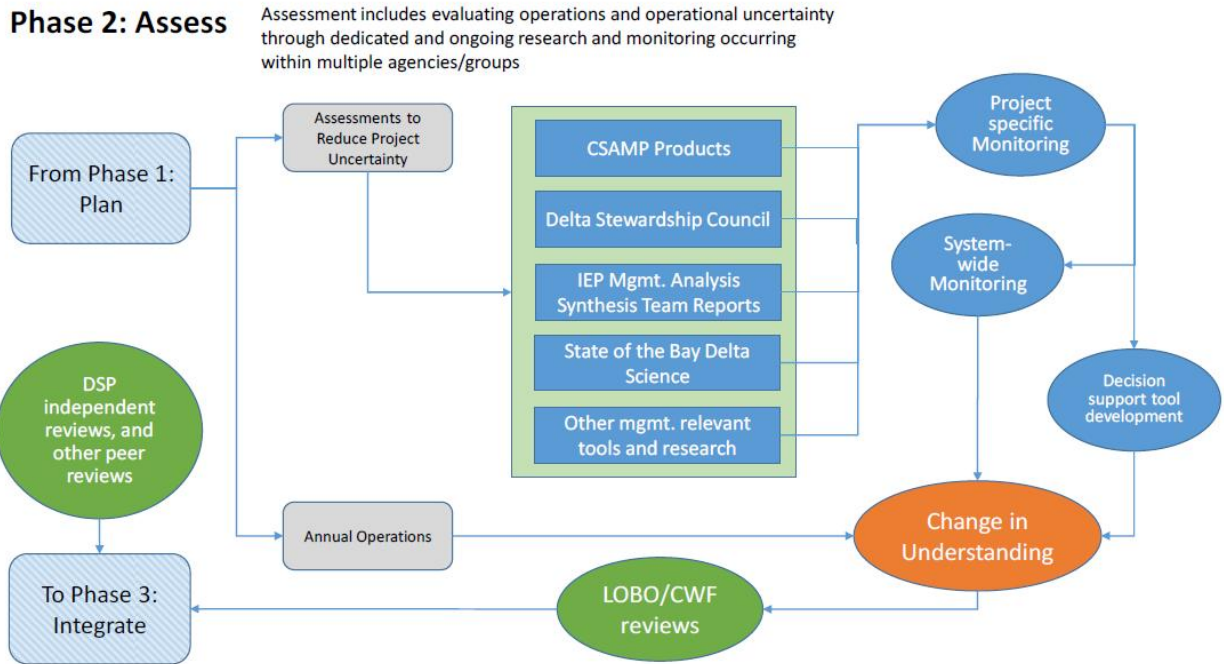 Phase 2: Assess
Assessment includes evaluating operations and operational uncertainty
through dedicated and ongoing research and monitoring occurring
within multiple agencies/groups
From Phase 1:
Plan
Assessments to
Reduce Project
Uncertainty
CSAMP Products
Delta Stewardship Council
IEP Mgmt. Analysis
Synthesis Team Reports
State of the Bay Delta
Science
Other mgmt. relevant
tools and research
Project
specific
Monitoring
System-
wide
Monitoring
Decision
support tool
development
DSP
independent
reviews, and
other peer
reviews
Annual Operations
Change in
Understanding
To Phase 3:
Integrate
LOBO/CWF
reviews